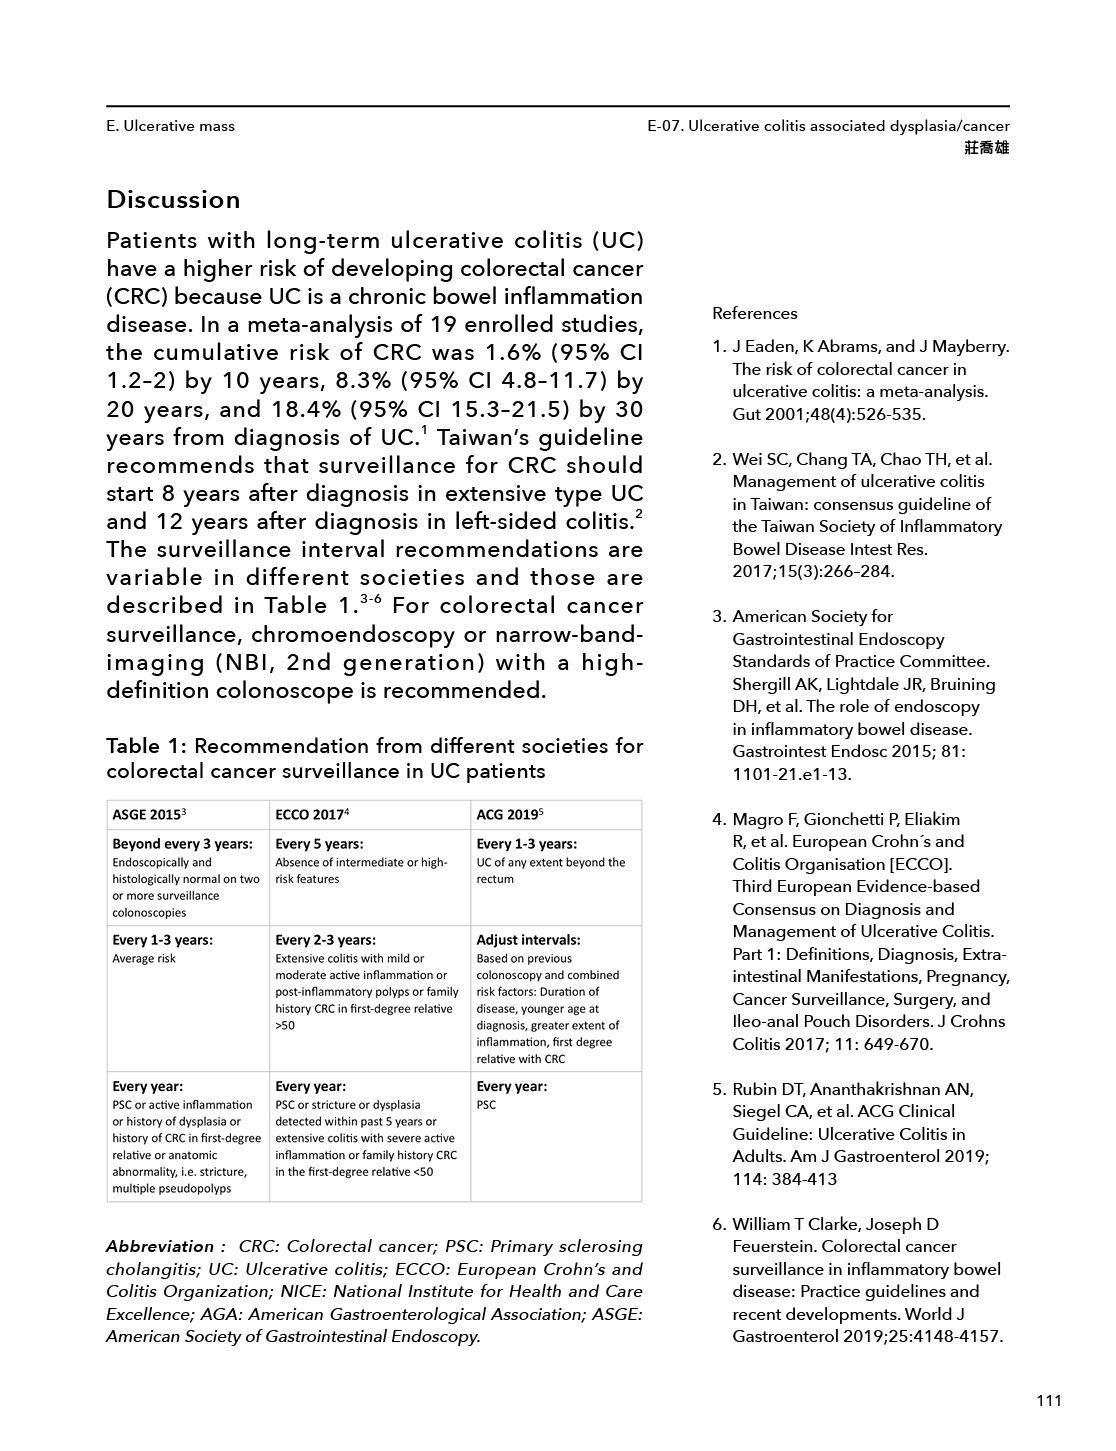 E. Ulcerative mass
E-07. Ulcerative colitis associated dysplasia/cancer
莊喬雄
Discussion
Patients with long-term ulcerative colitis (UC)
have a higher risk of developing colorectal cancer
(CRC) because UC is a chronic bowel inflammation
disease. In a meta-analysis of 19 enrolled studies,
the cumulative risk of CRC was 1.6% (95% CI
1.2–2) by 10 years, 8.3% (95% CI 4.8–11.7) by
20 years, and 18.4% (95% CI 15.3–21.5) by 30
years from diagnosis of UC.1 Taiwan's guideline
recommends that surveillance for CRC should
start 8 years after diagnosis in extensive type UC
and 12 years after diagnosis in left-sided colitis.2
The surveillance interval recommendations are
variable in different societies and those are
described in Table 1.3-6 For colorectal cancer
surveillance, chromoendoscopy or narrow-band-
imaging (NBI, 2nd generation) with a high-
definition colonoscope is recommended.
Table 1: Recommendation from different societies for
colorectal cancer surveillance in UC patients
ASGE 20153
ECCO 20174
ACG 20195
Beyond every 3 years:
Endoscopically and
histologically normal on two
or more surveillance
colonoscopies
Every 5 years:
Absence of intermediate or high-
risk features
Every 1-3 years:
UC of any extent beyond the
rectum
Every 1-3 years:
Average risk
Every 2-3 years:
Extensive colitis with mild or
moderate active inflammation or
post-inflammatory polyps or family
history CRC in first-degree relative
>50
Adjust intervals:
Based on previous
colonoscopy and combined
risk factors: Duration of
disease, younger age at
diagnosis, greater extent of
inflammation, first degree
relative with CRC
Every year:
PSC or active inflammation
or history of dysplasia or
history of CRC in first-degree
relative or anatomic
abnormality, i.e. stricture,
multiple pseudopolyps
Every year:
PSC or stricture or dysplasia
detected within past 5 years or
extensive colitis with severe active
inflammation or family history CRC
in the first-degree relative <50
Every year:
PSC
Abbreviation : CRC: Colorectal cancer; PSC: Primary sclerosing
cholangitis; UC: Ulcerative colitis; ECCO: European Crohn's and
Colitis Organization; NICE: National Institute for Health and Care
Excellence; AGA: American Gastroenterological Association; ASGE:
American Society of Gastrointestinal Endoscopy.
References
1. J Eaden, K Abrams, and J Mayberry.
The risk of colorectal cancer in
ulcerative colitis: a meta-analysis.
Gut 2001;48(4):526-535.
2. Wei SC, Chang TA, Chao TH, et al.
Management of ulcerative colitis
in Taiwan: consensus guideline of
the Taiwan Society of Inflammatory
Bowel Disease Intest Res.
2017;15(3):266–284.
3. American Society for
Gastrointestinal Endoscopy
Standards of Practice Committee.
Shergill AK, Lightdale JR, Bruining
DH, et al. The role of endoscopy
in inflammatory bowel disease.
Gastrointest Endosc 2015; 81:
1101-21.e1-13.
4. Magro F, Gionchetti P, Eliakim
R, et al. European Crohn´s and
Colitis Organisation [ECCO].
Third European Evidence-based
Consensus on Diagnosis and
Management of Ulcerative Colitis.
Part 1: Definitions, Diagnosis, Extra-
intestinal Manifestations, Pregnancy,
Cancer Surveillance, Surgery, and
Ileo-anal Pouch Disorders. J Crohns
Colitis 2017; 11: 649-670.
5. Rubin DT, Ananthakrishnan AN,
Siegel CA, et al. ACG Clinical
Guideline: Ulcerative Colitis in
Adults. Am J Gastroenterol 2019;
114: 384-413
6. William T Clarke, Joseph D
Feuerstein. Colorectal cancer
surveillance in inflammatory bowel
disease: Practice guidelines and
recent developments. World J
Gastroenterol 2019;25:4148-4157.
111